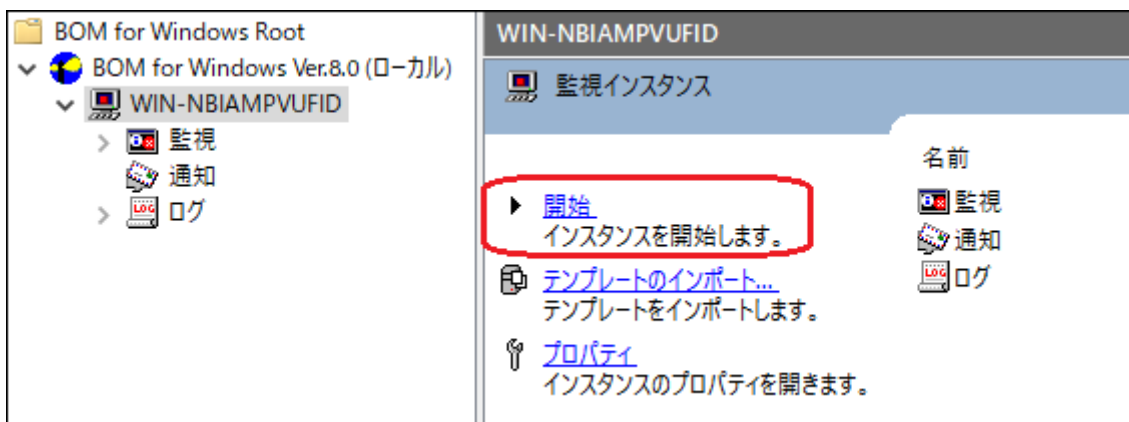 BOM for Windows Root
BOM for Windows Ver.8.0 (ローカル)
WIN-NBIAMPVUFID
監視
通知
ログ
WIN-NBIAMPVUFID
監視インスタンス
開始
インスタンスを開始します。
テンプレートのインポート...
テンプレートをインポートします。
プロパティ
インスタンスのプロパティを開きます。
名前
監視
通知
ログ